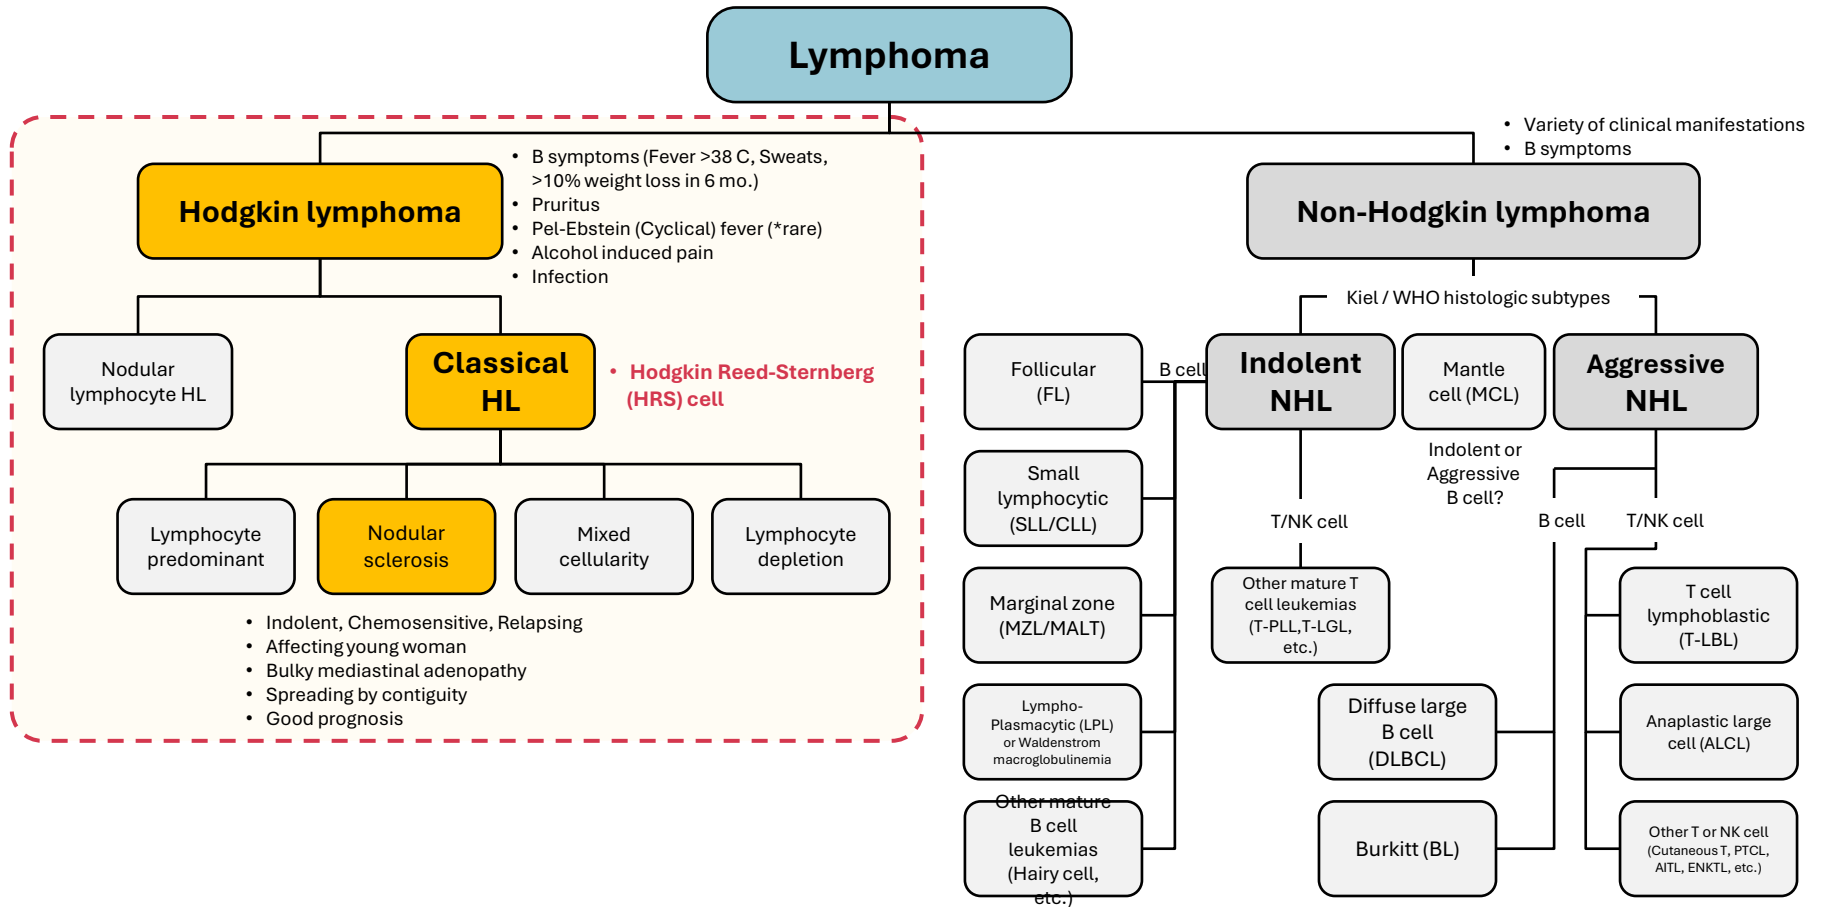 Lymphoma
Hodgkin lymphoma
• B symptoms (Fever >38 C, Sweats,
>10% weight loss in 6 mo.)
• Pruritus
• Pel-Ebstein (Cyclical) fever (*rare)
• Alcohol induced pain
• Infection
Nodular
lymphocyte HL
Classical
HL
• Hodgkin Reed-Sternberg
(HRS) cell
Lymphocyte
predominant
Nodular
sclerosis
Mixed
cellularity
Lymphocyte
depletion
• Indolent, Chemosensitive, Relapsing
• Affecting young woman
• Bulky mediastinal adenopathy
• Spreading by contiguity
• Good prognosis
• Variety of clinical manifestations
• B symptoms
Non-Hodgkin lymphoma
Kiel / WHO histologic subtypes
Indolent
NHL
Mantle
cell (MCL)
Indolent or
Aggressive
B cell?
Aggressive
NHL
B cell
Follicular
(FL)
Small
lymphocytic
(SLL/CLL)
Marginal zone
(MZL/MALT)
Lympho-
Plasmacytic (LPL)
or Waldenstrom
macroglobulinemia
Other mature
B cell
leukemias
(Hairy cell,
etc.)
T/NK cell
Other mature T
cell leukemias
(T-PLL,T-LGL,
etc.)
B cell
Diffuse large
B cell
(DLBCL)
Burkitt (BL)
T/NK cell
T cell
lymphoblastic
(T-LBL)
Anaplastic large
cell (ALCL)
Other T or NK cell
(Cutaneous T, PTCL,
AITL, ENKTL, etc.)